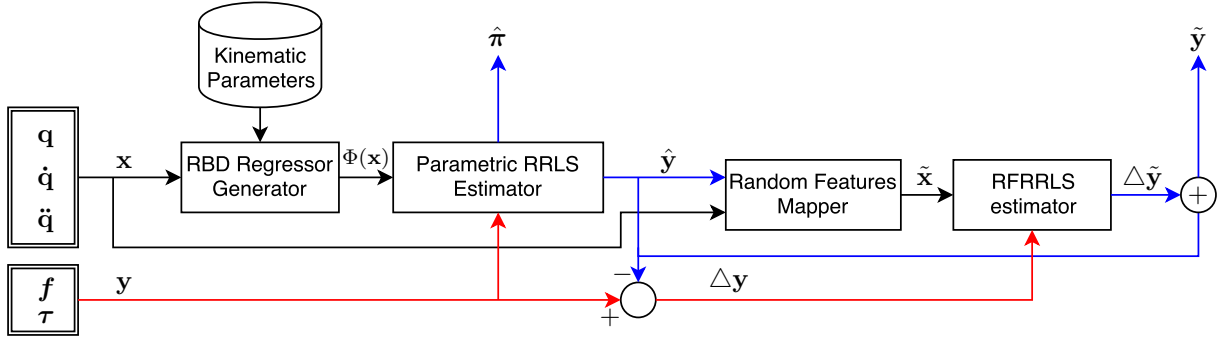 π̂
ỹ
Kinematic
Parameters
q
q̇
q̈
x
RBD Regressor
Generator
Φ(x)
Parametric RRLS
Estimator
ŷ
Random Features
Mapper
x̃
RFRRLS
estimator
△ỹ
+
f
τ
y
−
+
△y